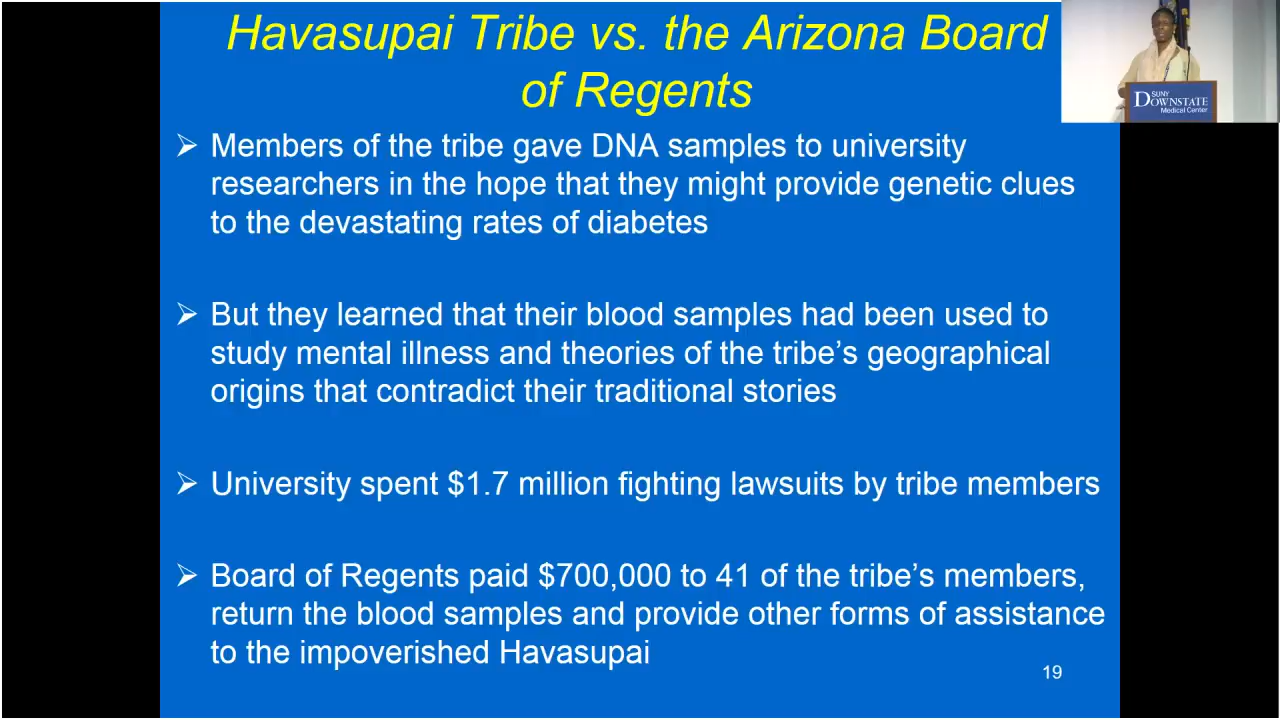 Havasupai Tribe vs. the Arizona Board
of Regents
SUNY
DOWNSTATE
Medical Center
➢ Members of the tribe gave DNA samples to university
researchers in the hope that they might provide genetic clues
to the devastating rates of diabetes
➢ But they learned that their blood samples had been used to
study mental illness and theories of the tribe’s geographical
origins that contradict their traditional stories
➢ University spent $1.7 million fighting lawsuits by tribe members
➢ Board of Regents paid $700,000 to 41 of the tribe’s members,
return the blood samples and provide other forms of assistance
to the impoverished Havasupai
19